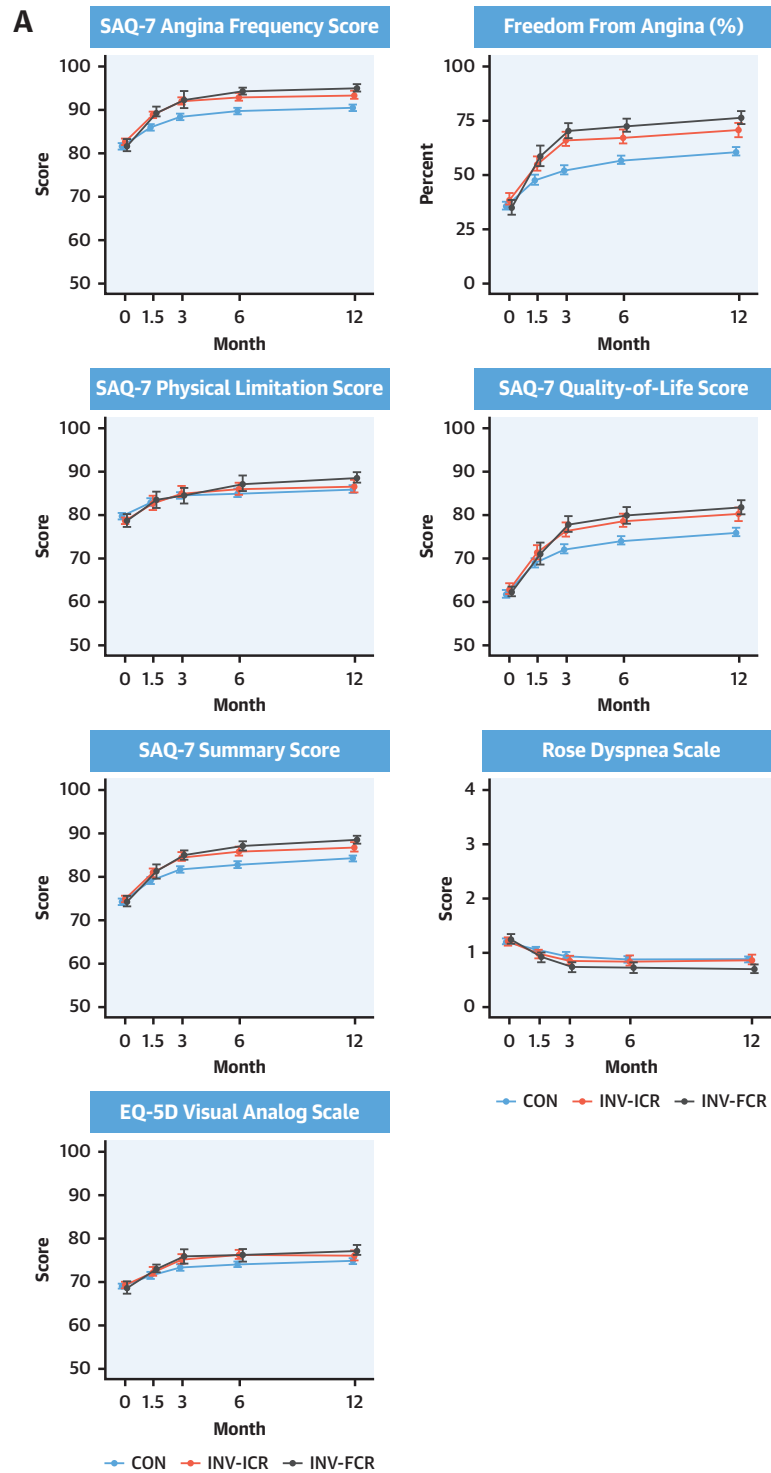 A
SAQ-7 Angina Frequency Score
100
90
80
70
60
50
Score
0 1.5 3 6 12
Month
Freedom From Angina (%)
100
75
50
25
0
Percent
0 1.5 3 6 12
Month
SAQ-7 Physical Limitation Score
100
90
80
70
60
50
Score
0 1.5 3 6 12
Month
SAQ-7 Quality-of-Life Score
100
90
80
70
60
50
Score
0 1.5 3 6 12
Month
SAQ-7 Summary Score
100
90
80
70
60
50
Score
0 1.5 3 6 12
Month
Rose Dyspnea Scale
4
3
2
1
0
Score
0 1.5 3 6 12
Month
CON INV-ICR INV-FCR
EQ-5D Visual Analog Scale
100
90
80
70
60
50
Score
0 1.5 3 6 12
Month
CON INV-ICR INV-FCR